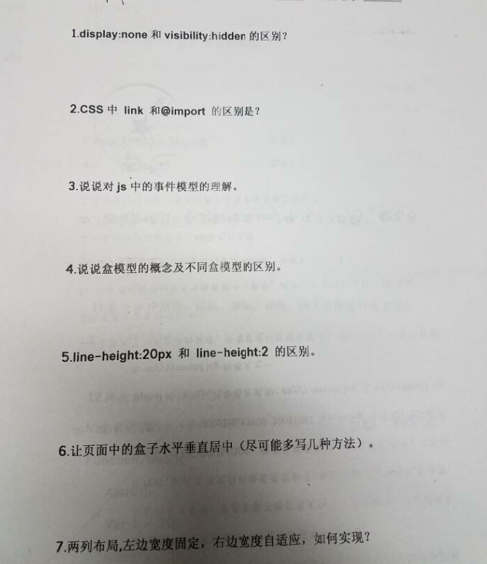 1.display:none 和 visibility:hidden 的区别?
2.CSS 中 link 和@import 的区别是?
3.说说对 js 中的事件模型的理解。
4.说说盒模型的概念及不同盒模型的区别。
5.line-height:20px 和 line-height:2 的区别。
6.让页面中的盒子水平垂直居中（尽可能多写几种方法）。
7.两列布局,左边宽度固定，右边宽度自适应，如何实现?